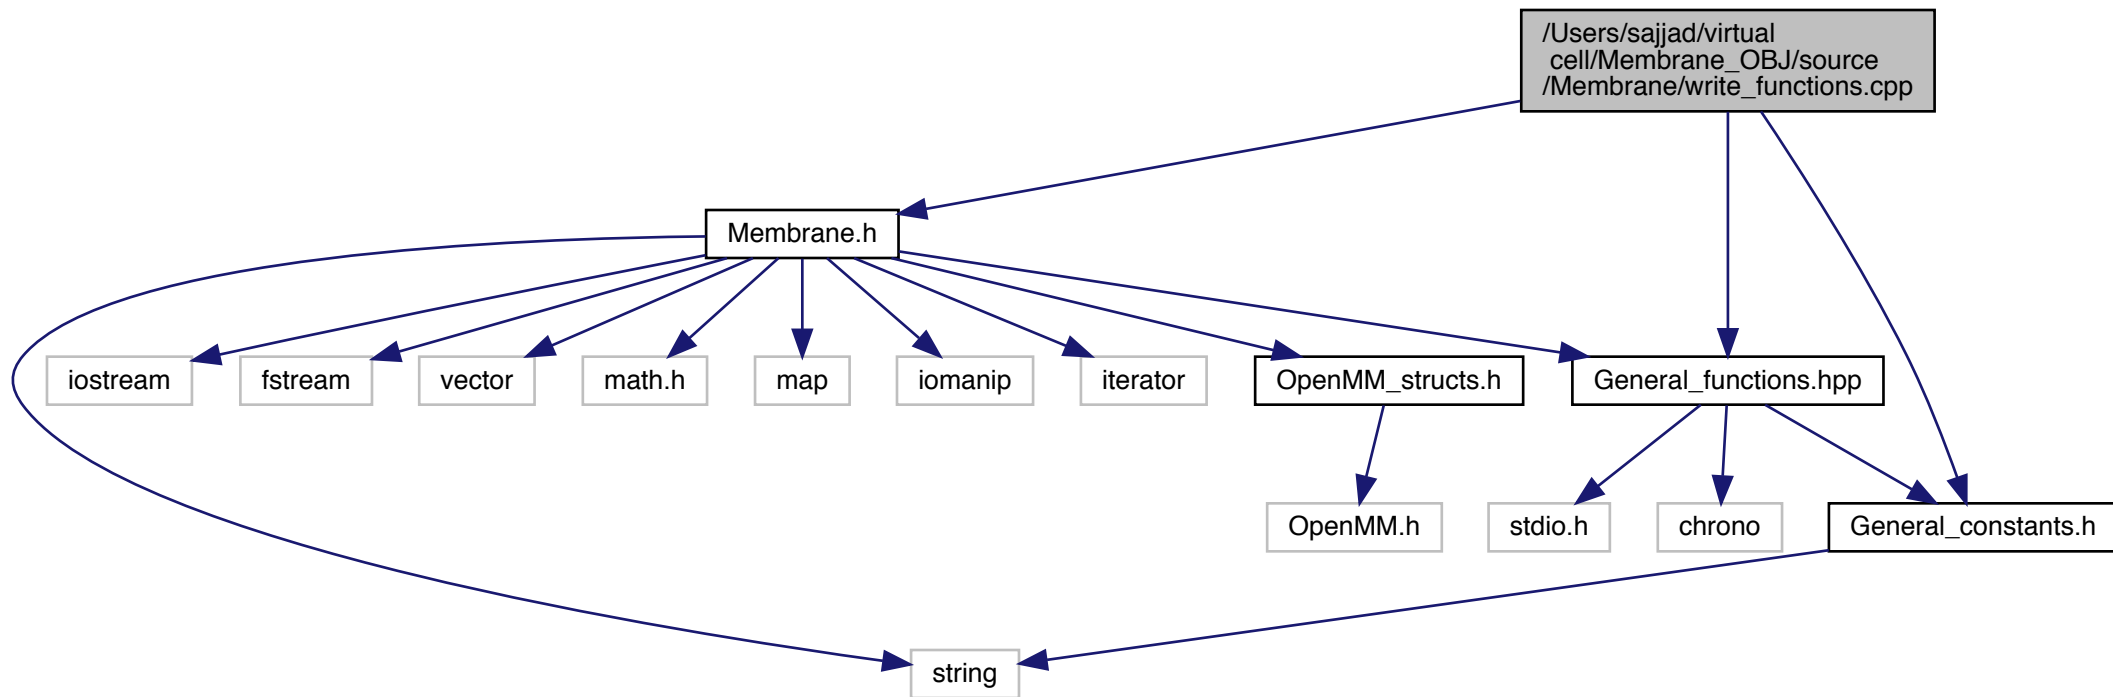 /Users/sajjad/virtual
cell/Membrane_OBJ/source
/Membrane/write_functions.cpp
Membrane.h
iostream
fstream
vector
math.h
map
iomanip
iterator
OpenMM_structs.h
General_functions.hpp
OpenMM.h
stdio.h
chrono
General_constants.h
string